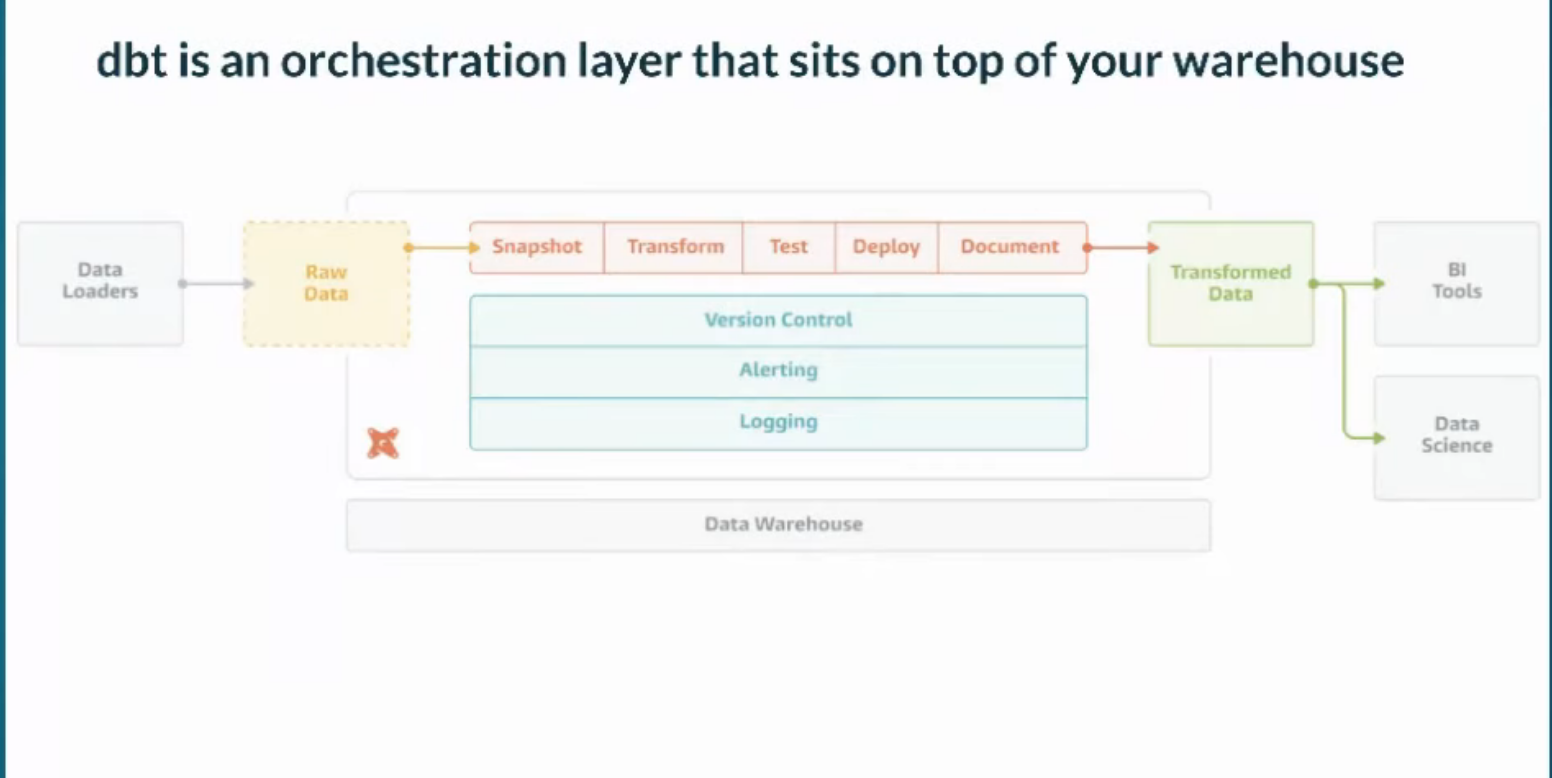 dbt is an orchestration layer that sits on top of your warehouse
Data
Loaders
Raw
Data
Snapshot
Transform
Test
Deploy
Document
Version Control
Alerting
Logging
Transformed
Data
BI
Tools
Data
Science
Data Warehouse